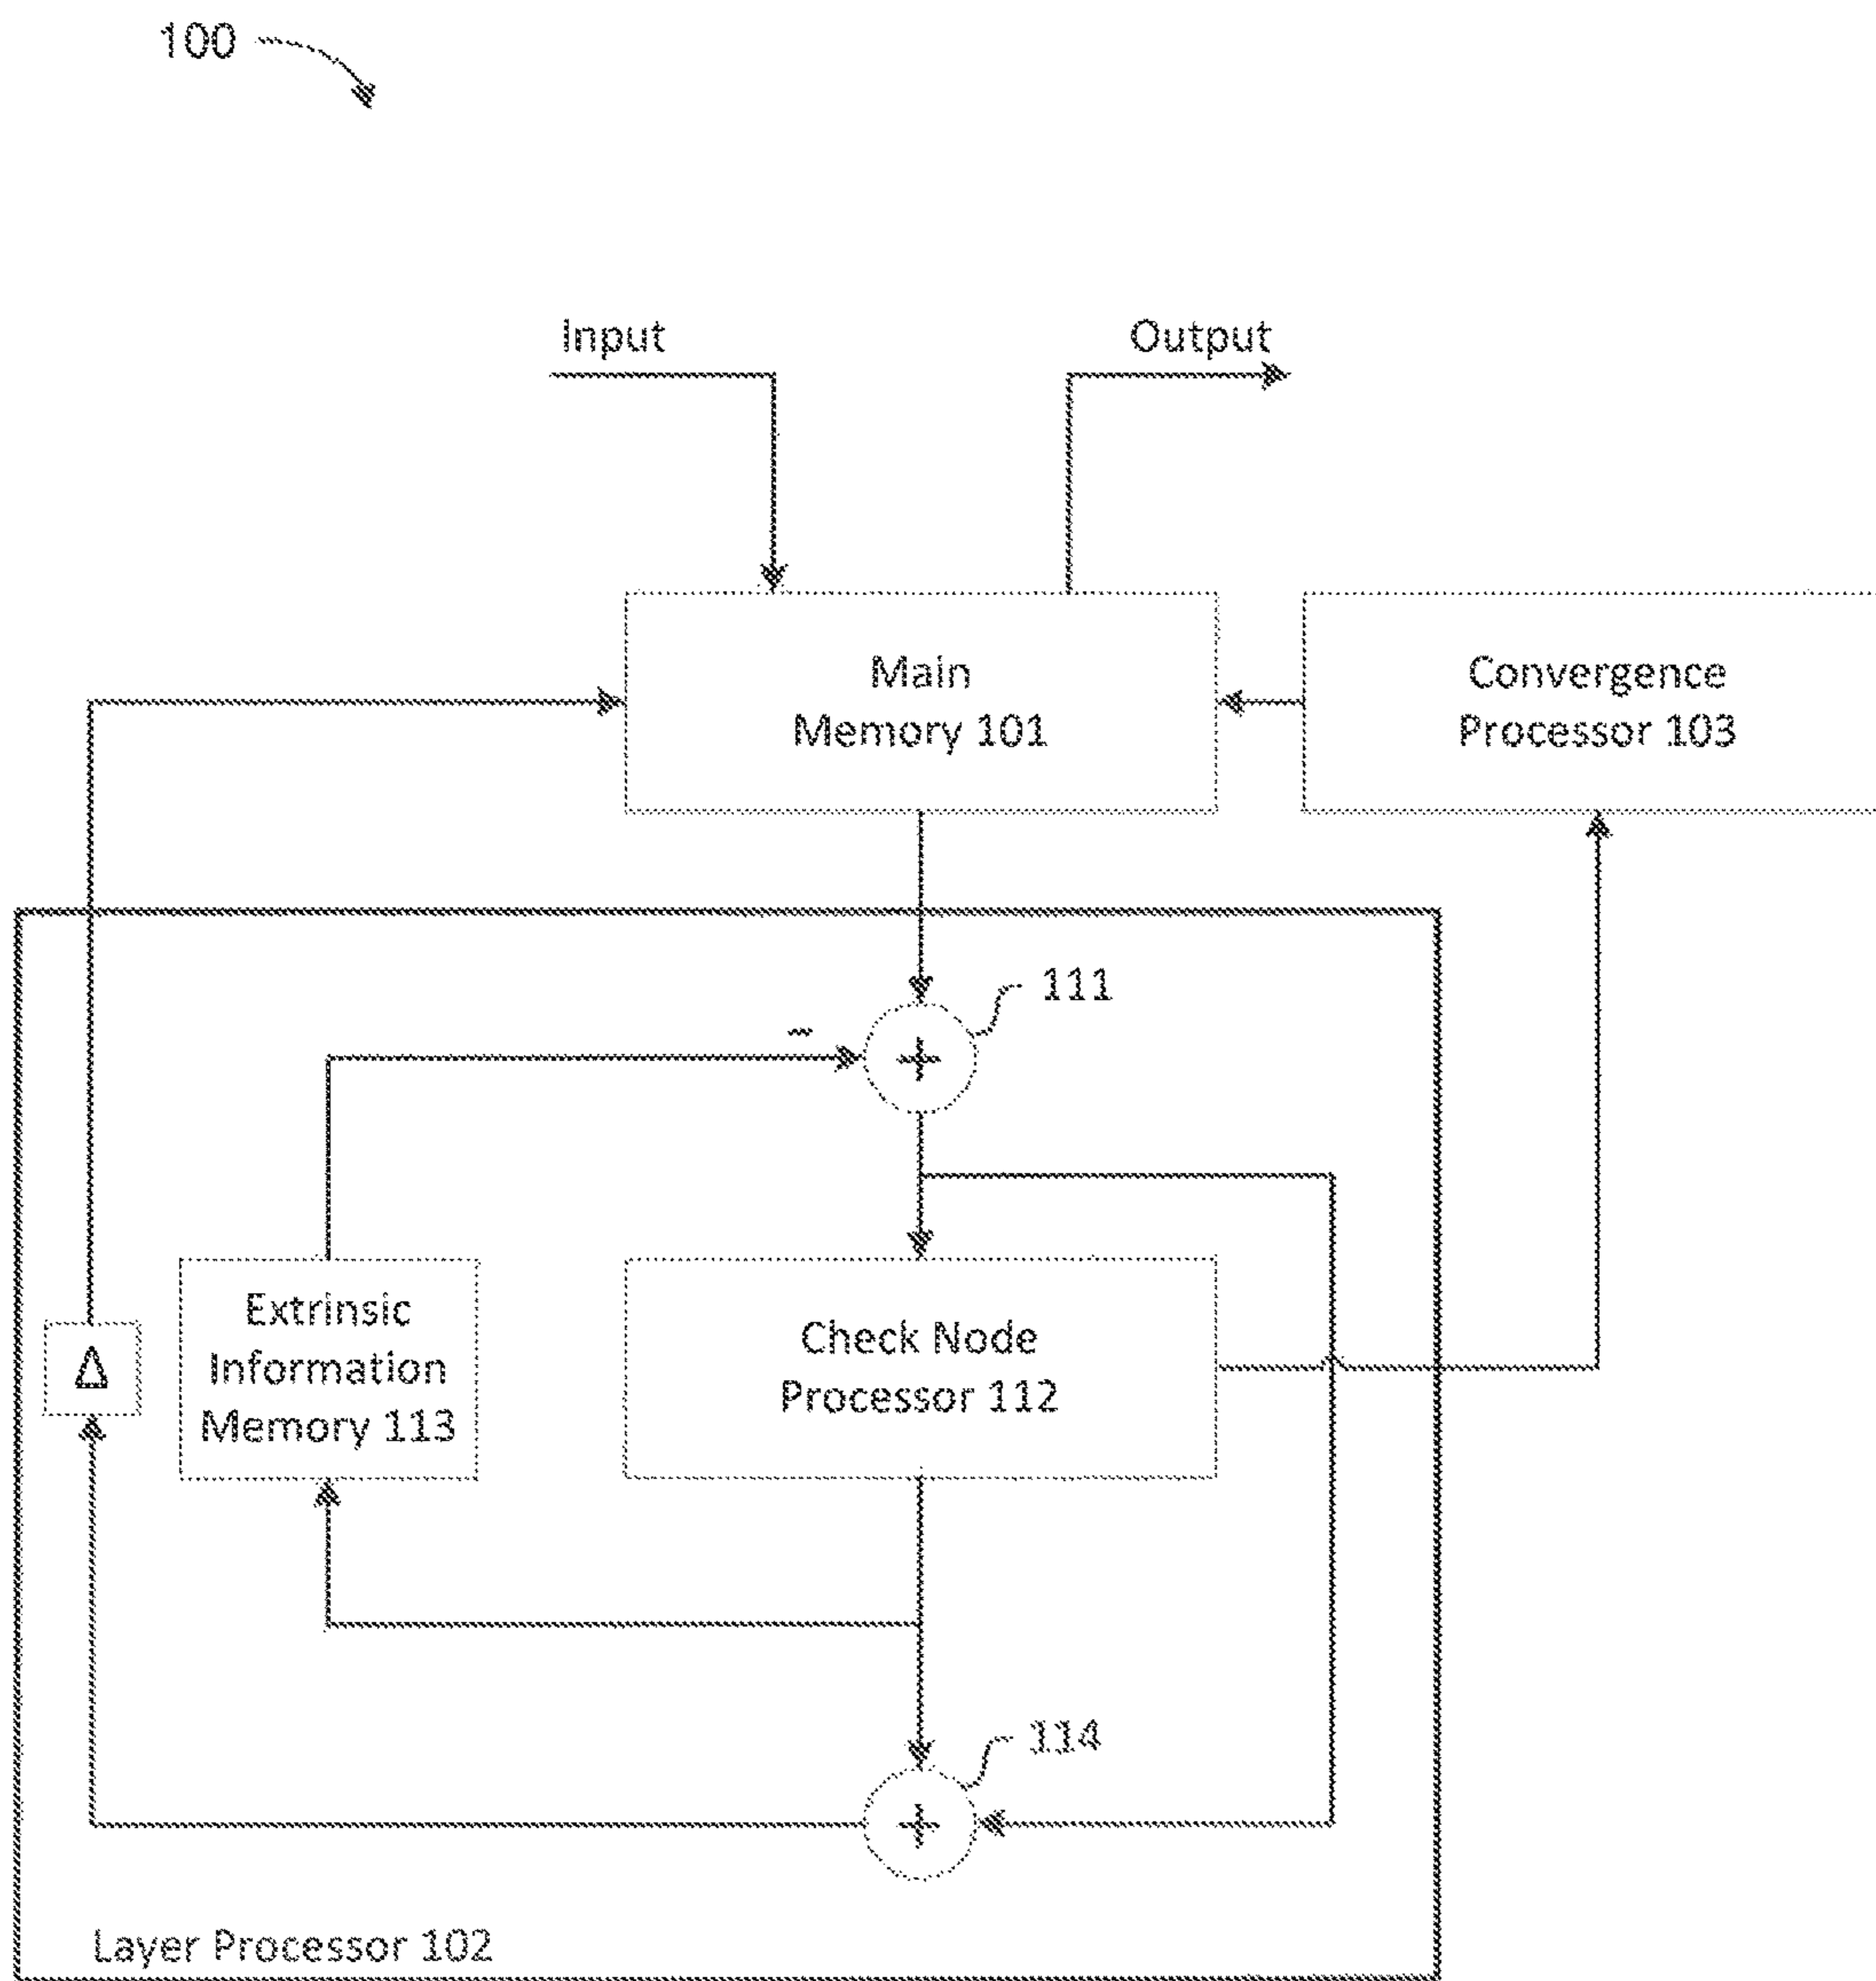 100
Input
Output
Main
Memory 101
Convergence
Processor 103
-
111
+
Extrinsic
Information
Memory 113
Δ
Check Node
Processor 112
114
+
Layer Processor 102